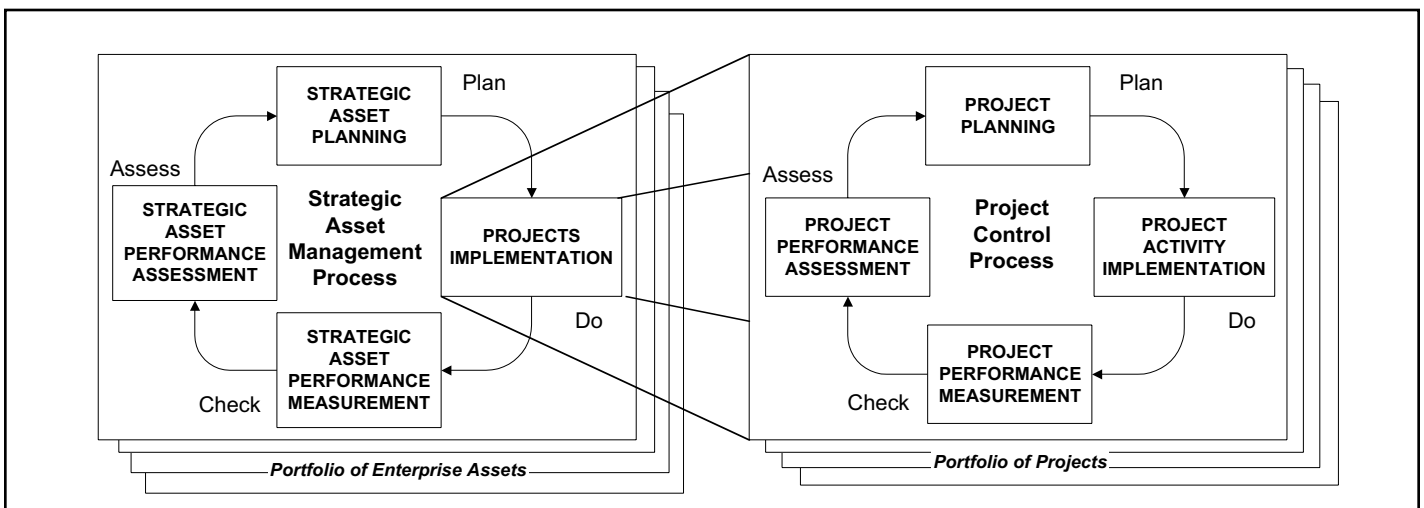 Plan
STRATEGIC
ASSET
PLANNING
Assess
STRATEGIC
ASSET
PERFORMANCE
ASSESSMENT
Strategic
Asset
Management
Process
PROJECTS
IMPLEMENTATION
Do
STRATEGIC
ASSET
PERFORMANCE
MEASUREMENT
Check
Portfolio of Enterprise Assets
Plan
PROJECT
PLANNING
Assess
PROJECT
PERFORMANCE
ASSESSMENT
Project
Control
Process
PROJECT
ACTIVITY
IMPLEMENTATION
Do
PROJECT
PERFORMANCE
MEASUREMENT
Check
Portfolio of Projects